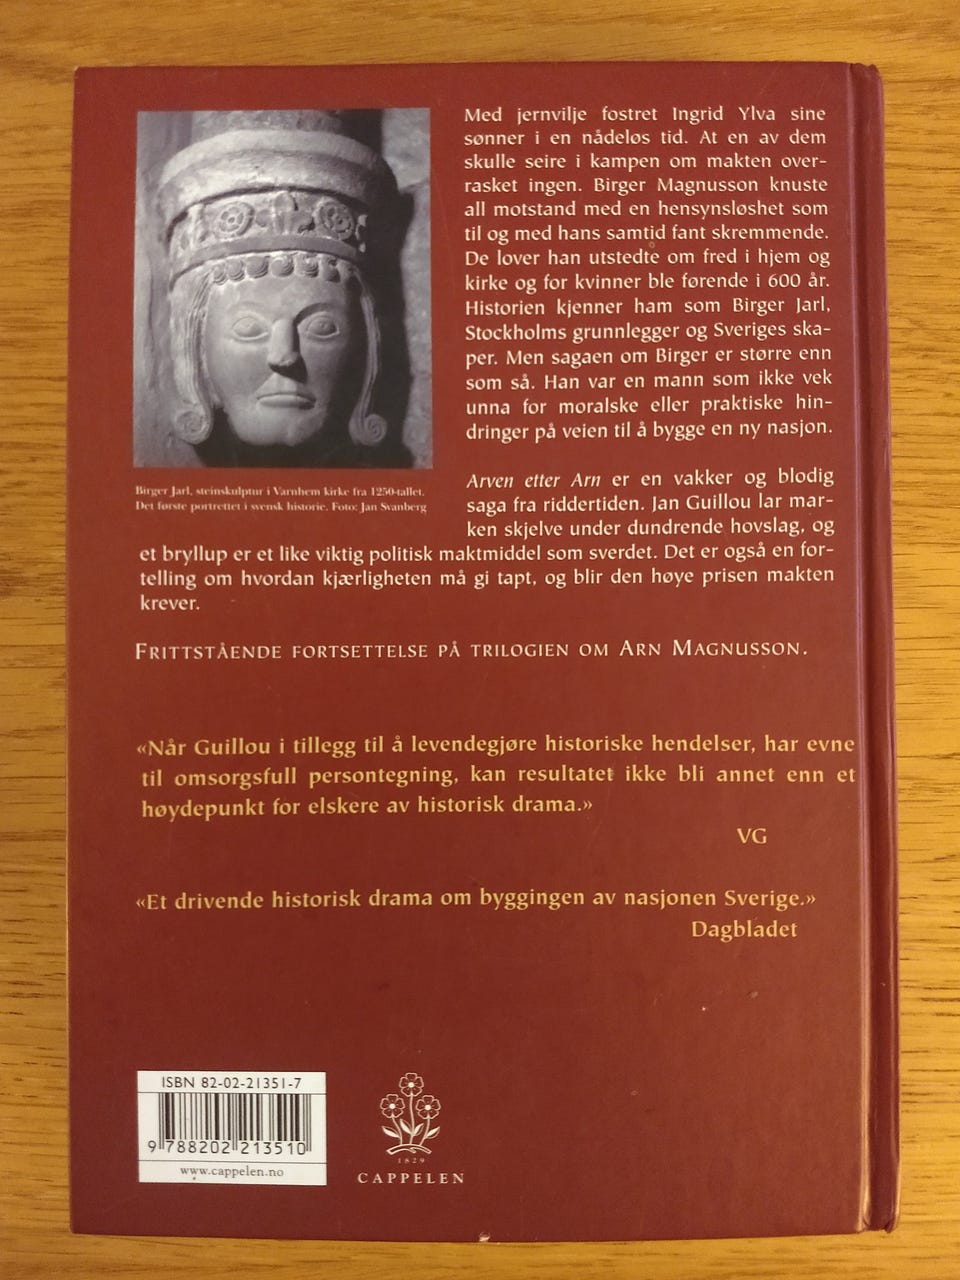 Med jernvilje fostret Ingrid Ylva sine
sønner i en nådeløs tid. At en av dem
skulle seire i kampen om makten over-
rasket ingen. Birger Magnusson knuste
all motstand med en hensynsløshet som
til og med hans samtid fant skremmende.
De lover han utstedte om fred i hjem og
kirke og for kvinner ble førende i 600 år.
Historien kjenner ham som Birger Jarl,
Stockholms grunnlegger og Sveriges ska-
per. Men sagaen om Birger er større enn
som så. Han var en mann som ikke vek
unna for moralske eller praktiske hin-
dringer på veien til å bygge en ny nasjon.
Birger Jarl, steinskulptur i Varnhem kirke fra 1250-tallet.
Det første portrettet i svensk historie. Foto: Jan Svanberg
Arven etter Arn er en vakker og blodig
saga fra riddertiden. Jan Guillou lar mar-
ken skjelve under dundrende hovslag, og
et bryllup er et like viktig politisk maktmiddel som sverdet. Det er også en for-
telling om hvordan kjærligheten må gi tapt, og blir den høye prisen makten
krever.
FRITTSTÅENDE FORTSETTELSE PÅ TRILOGIEN OM ARN MAGNUSSON.
«Når Guillou i tillegg til å levendegjøre historiske hendelser, har evne
til omsorgsfull persontegning, kan resultatet ikke bli annet enn et
høydepunkt for elskere av historisk drama.»
VG
«Et drivende historisk drama om byggingen av nasjonen Sverige.»
Dagbladet
ISBN 82-02-21351-7
9 788202 213510
www.cappelen.no
1829
CAPPELEN